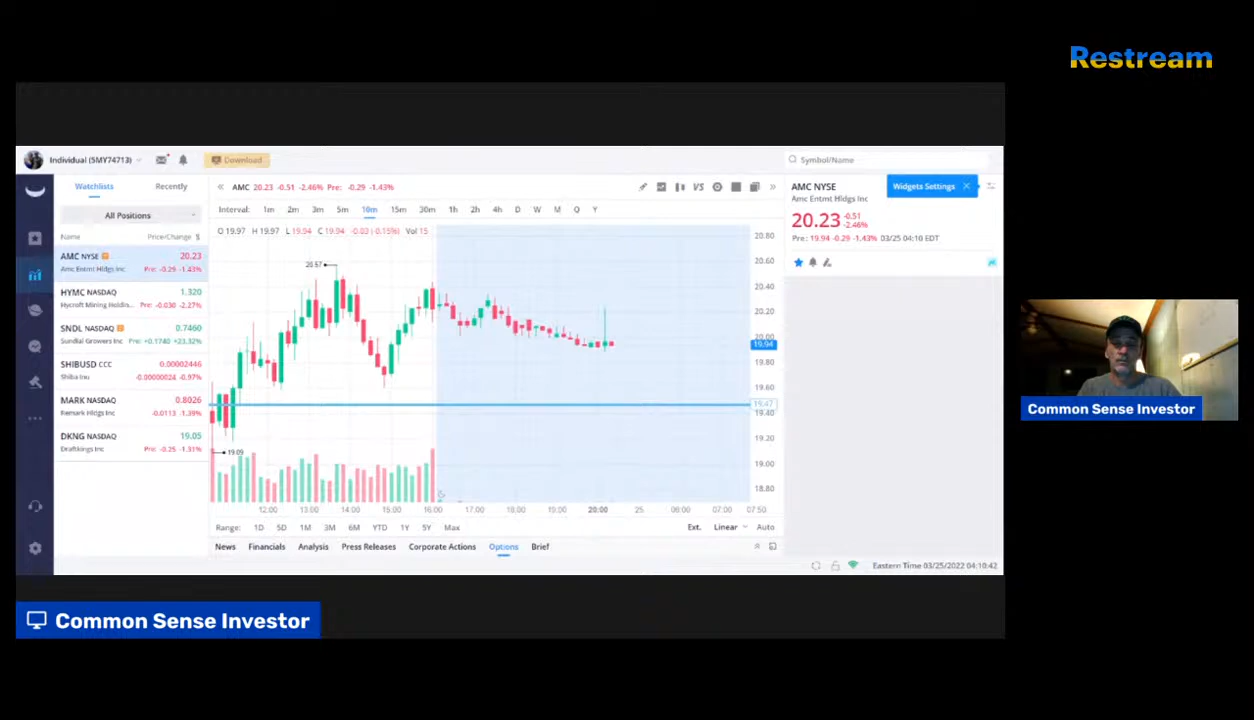 Restream
Individual (5MY74713)
Download
Symbol/Name
Watchlists Recently
All Positions
Name Price/Change
AMC NYSE 20.23
Amc Entmt Hldgs Inc Pre: -0.29 -1.43%
HYMC NASDAQ 1.320
Hycroft Mining Holdin... Pre: -0.030 -2.27%
SNDL NASDAQ 0.7460
Sundial Growers Inc Pre: +0.1740 +23.32%
SHIBUSD CCC 0.00002446
Shiba Inu -0.00000024 -0.97%
MARK NASDAQ 0.8026
Remark Hldgs Inc -0.0113 -1.39%
DKNG NASDAQ 19.05
Draftkings Inc Pre: -0.25 -1.31%
AMC 20.23 -0.51 -2.46% Pre: -0.29 -1.43%
VS
Interval: 1m 2m 3m 5m 10m 15m 30m 1h 2h 4h D W M Q Y
O 19.97 H 19.97 L 19.94 C 19.94 -0.03 (-0.15%) Vol 15
20.80
20.60
20.57
20.40
20.20
20.00
19.94
19.80
19.60
19.47
19.40
19.20
19.09
19.00
18.80
12:00 13:00 14:00 15:00 16:00 17:00 18:00 19:00 20:00 25 06:00 07:00 07:50
Range: 1D 5D 1M 3M 6M YTD 1Y 5Y Max Ext. Linear Auto
News Financials Analysis Press Releases Corporate Actions Options Brief
AMC NYSE
Amc Entmt Hldgs Inc
Widgets Settings
20.23 -0.51
-2.46%
Pre: 19.94 -0.29 -1.43% 03/25 04:10 EDT
Eastern Time 03/25/2022 04:10:42
Common Sense Investor
Common Sense Investor